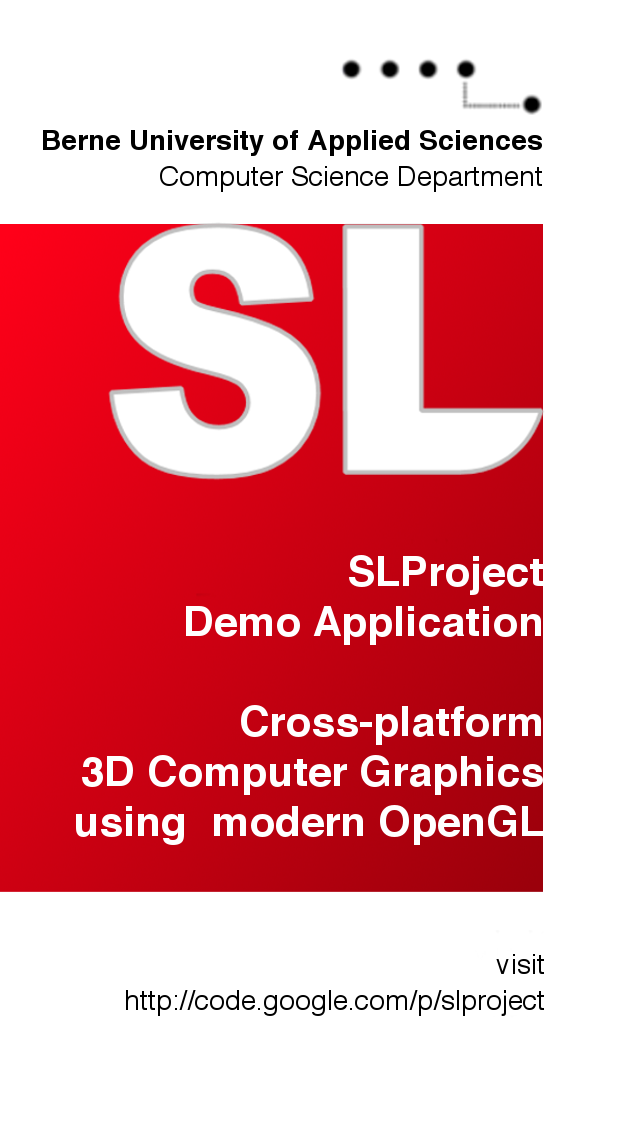 Berne University of Applied Sciences
Computer Science Department
SL
SLProject
Demo Application
Cross-platform
3D Computer Graphics
using  modern OpenGL
visit
http://code.google.com/p/slproject